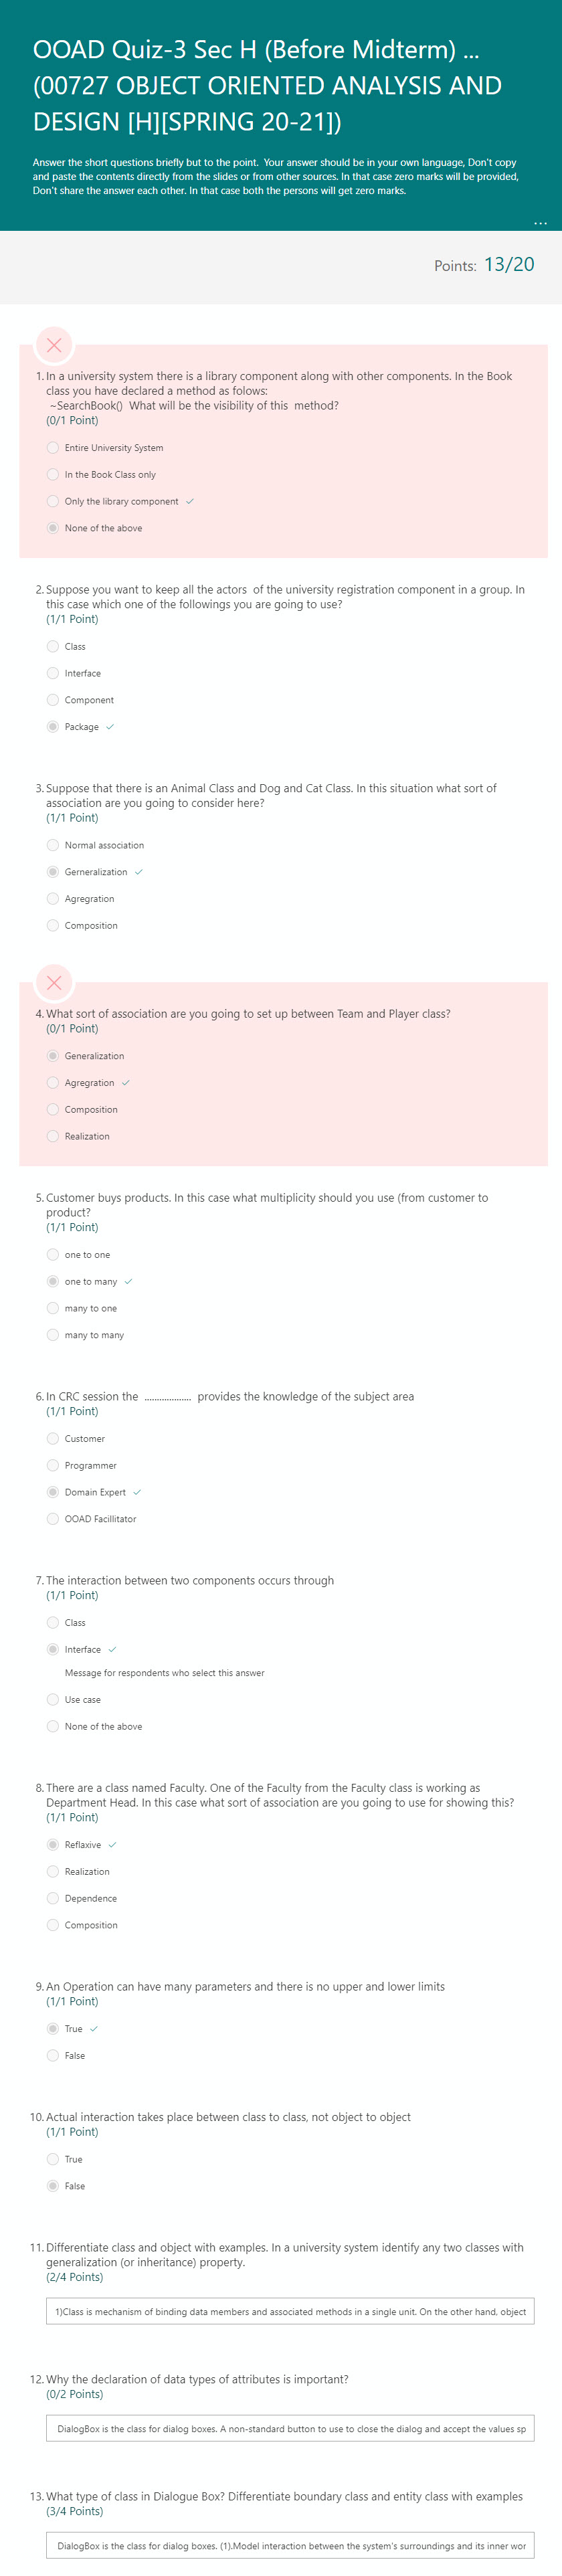 OOAD Quiz-3 Sec H (Before Midterm) ...
(00727 OBJECT ORIENTED ANALYSIS AND
DESIGN [H][SPRING 20-21])
Answer the short questions briefly but to the point.  Your answer should be in your own language, Don't copy
and paste the contents directly from the slides or from other sources. In that case zero marks will be provided,
Don't share the answer each other. In that case both the persons will get zero marks.
...
Points: 13/20
1. In a university system there is a library component along with other components. In the Book
class you have declared a method as folows:
~SearchBook()  What will be the visibility of this  method?
(0/1 Point)
Entire University System
In the Book Class only
Only the library component
None of the above
2. Suppose you want to keep all the actors  of the university registration component in a group. In
this case which one of the followings you are going to use?
(1/1 Point)
Class
Interface
Component
Package
3. Suppose that there is an Animal Class and Dog and Cat Class. In this situation what sort of
association are you going to consider here?
(1/1 Point)
Normal association
Gerneralization
Agregration
Composition
4. What sort of association are you going to set up between Team and Player class?
(0/1 Point)
Generalization
Agregration
Composition
Realization
5. Customer buys products. In this case what multiplicity should you use (from customer to
product?
(1/1 Point)
one to one
one to many
many to one
many to many
6. In CRC session the  ...................  provides the knowledge of the subject area
(1/1 Point)
Customer
Programmer
Domain Expert
OOAD Facillitator
7. The interaction between two components occurs through
(1/1 Point)
Class
Interface
Message for respondents who select this answer
Use case
None of the above
8. There are a class named Faculty. One of the Faculty from the Faculty class is working as
Department Head. In this case what sort of association are you going to use for showing this?
(1/1 Point)
Reflaxive
Realization
Dependence
Composition
9. An Operation can have many parameters and there is no upper and lower limits
(1/1 Point)
True
False
10. Actual interaction takes place between class to class, not object to object
(1/1 Point)
True
False
11. Differentiate class and object with examples. In a university system identify any two classes with
generalization (or inheritance) property.
(2/4 Points)
1)Class is mechanism of binding data members and associated methods in a single unit. On the other hand, object
12. Why the declaration of data types of attributes is important?
(0/2 Points)
DialogBox is the class for dialog boxes. A non-standard button to use to close the dialog and accept the values sp
13. What type of class in Dialogue Box? Differentiate boundary class and entity class with examples
(3/4 Points)
DialogBox is the class for dialog boxes. (1).Model interaction between the system's surroundings and its inner wor